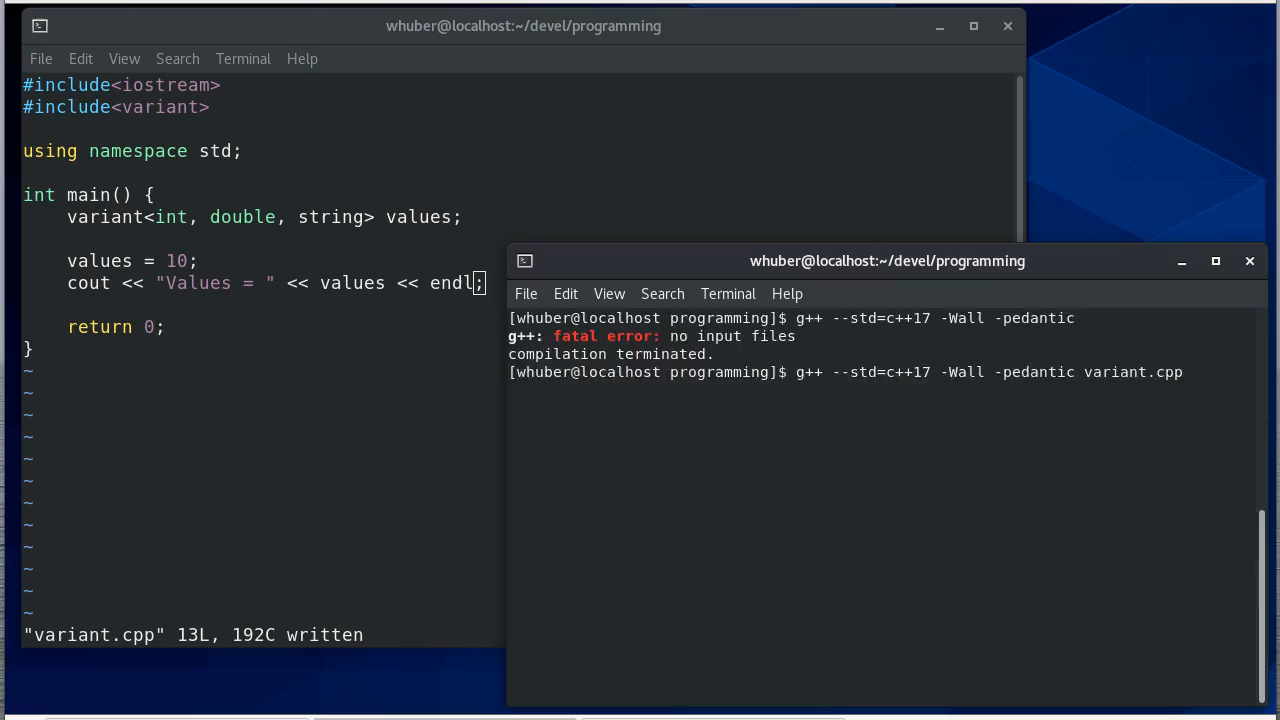 whuber@localhost:~/devel/programming
File Edit View Search Terminal Help
#include<iostream>
#include<variant>
using namespace std;
int main() {
variant<int, double, string> values;
values = 10;
cout << "Values = " << values << endl;
return 0;
}
~
~
~
~
~
~
~
~
~
~
~
~
"variant.cpp" 13L, 192C written
whuber@localhost:~/devel/programming
File Edit View Search Terminal Help
[whuber@localhost programming]$ g++ --std=c++17 -Wall -pedantic
g++: fatal error: no input files
compilation terminated.
[whuber@localhost programming]$ g++ --std=c++17 -Wall -pedantic variant.cpp